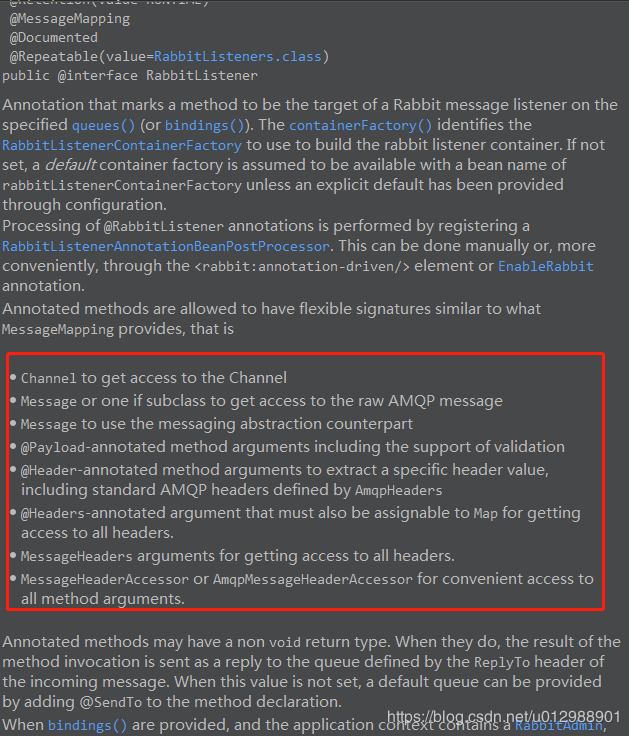 @Retention(value=RUNTIME)
@MessageMapping
@Documented
@Repeatable(value=RabbitListeners.class)
public @interface RabbitListener
Annotation that marks a method to be the target of a Rabbit message listener on the
specified queues() (or bindings()). The containerFactory() identifies the
RabbitListenerContainerFactory to use to build the rabbit listener container. If not
set, a default container factory is assumed to be available with a bean name of
rabbitListenerContainerFactory unless an explicit default has been provided
through configuration.
Processing of @RabbitListener annotations is performed by registering a
RabbitListenerAnnotationBeanPostProcessor. This can be done manually or, more
conveniently, through the <rabbit:annotation-driven/> element or EnableRabbit
annotation.
Annotated methods are allowed to have flexible signatures similar to what
MessageMapping provides, that is
• Channel to get access to the Channel
• Message or one if subclass to get access to the raw AMQP message
• Message to use the messaging abstraction counterpart
• @Payload-annotated method arguments including the support of validation
• @Header-annotated method arguments to extract a specific header value,
including standard AMQP headers defined by AmqpHeaders
• @Headers-annotated argument that must also be assignable to Map for getting
access to all headers.
• MessageHeaders arguments for getting access to all headers.
• MessageHeaderAccessor or AmqpMessageHeaderAccessor for convenient access to
all method arguments.
Annotated methods may have a non void return type. When they do, the result of the
method invocation is sent as a reply to the queue defined by the ReplyTo header of
the incoming message. When this value is not set, a default queue can be provided
by adding @SendTo to the method declaration.
When bindings() are provided, and the application context contains a RabbitAdmin,
https://blog.csdn.net/u012988901